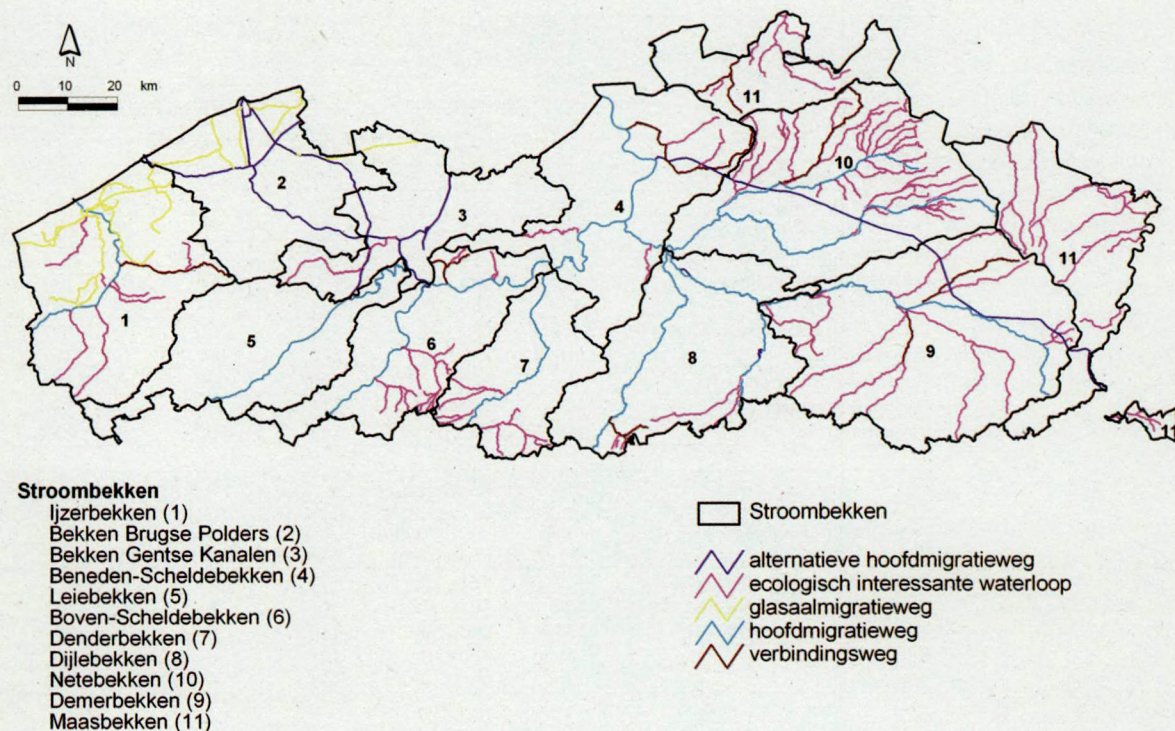 N
0 10 20 km
11
10
2
3
4
11
1
5
6
7
8
9
11
Stroombekken
Ijzerbekken (1)
Bekken Brugse Polders (2)
Bekken Gentse Kanalen (3)
Beneden-Scheldebekken (4)
Leiebekken (5)
Boven-Scheldebekken (6)
Denderbekken (7)
Dijlebekken (8)
Netebekken (10)
Demerbekken (9)
Maasbekken (11)
Stroombekken
alternatieve hoofdmigratieweg
ecologisch interessante waterloop
glasaalmigratieweg
hoofdmigratieweg
verbindingsweg